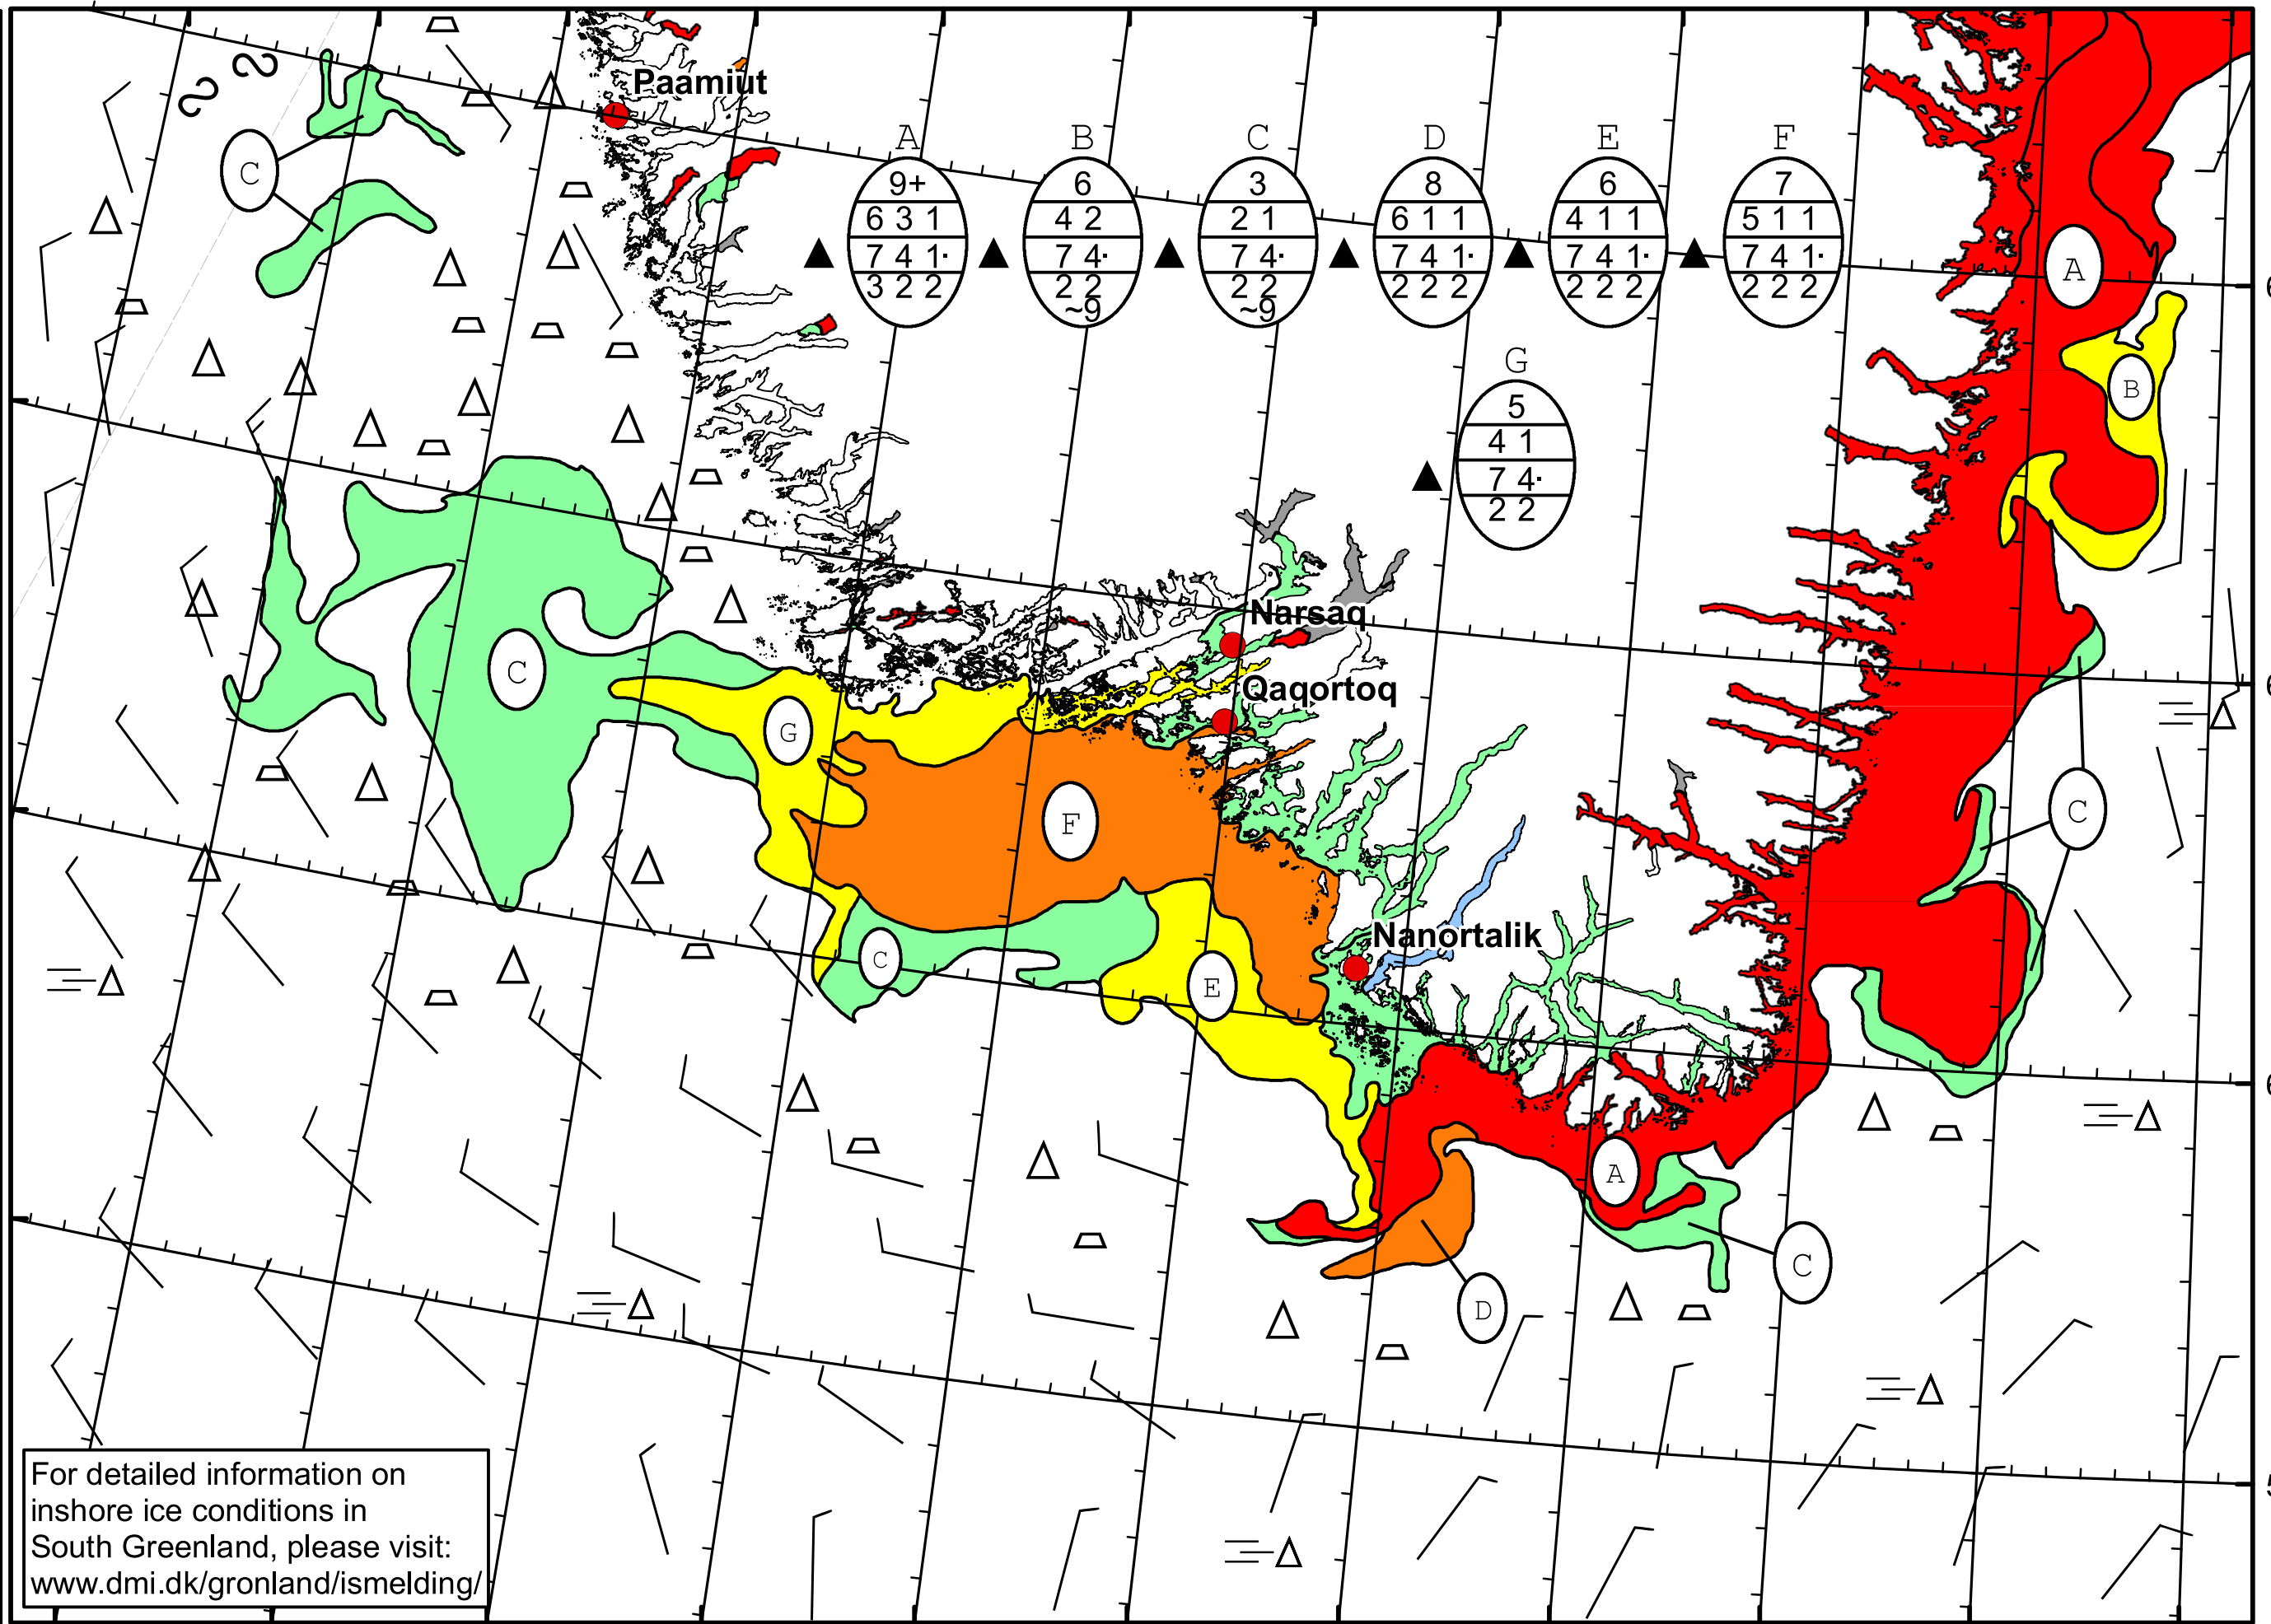 Paamiut
A B C D E F
9+ 6 3 8 6 7
6 3 1 4 2 2 1 6 1 1 4 1 1 5 1 1
7 4 1· 7 4· 7 4· 7 4 1· 7 4 1· 7 4 1·
3 2 2 2 2 2 2 2 2 2 2 2 2 2 2 2
~9 ~9
C
A
B
G
5
4 1
7 4·
2 2
Narsaq
Qaqortoq
C
G
F
C
Nanortalik
C
E
A
C
D
For detailed information on
inshore ice conditions in
South Greenland, please visit:
www.dmi.dk/gronland/ismelding/